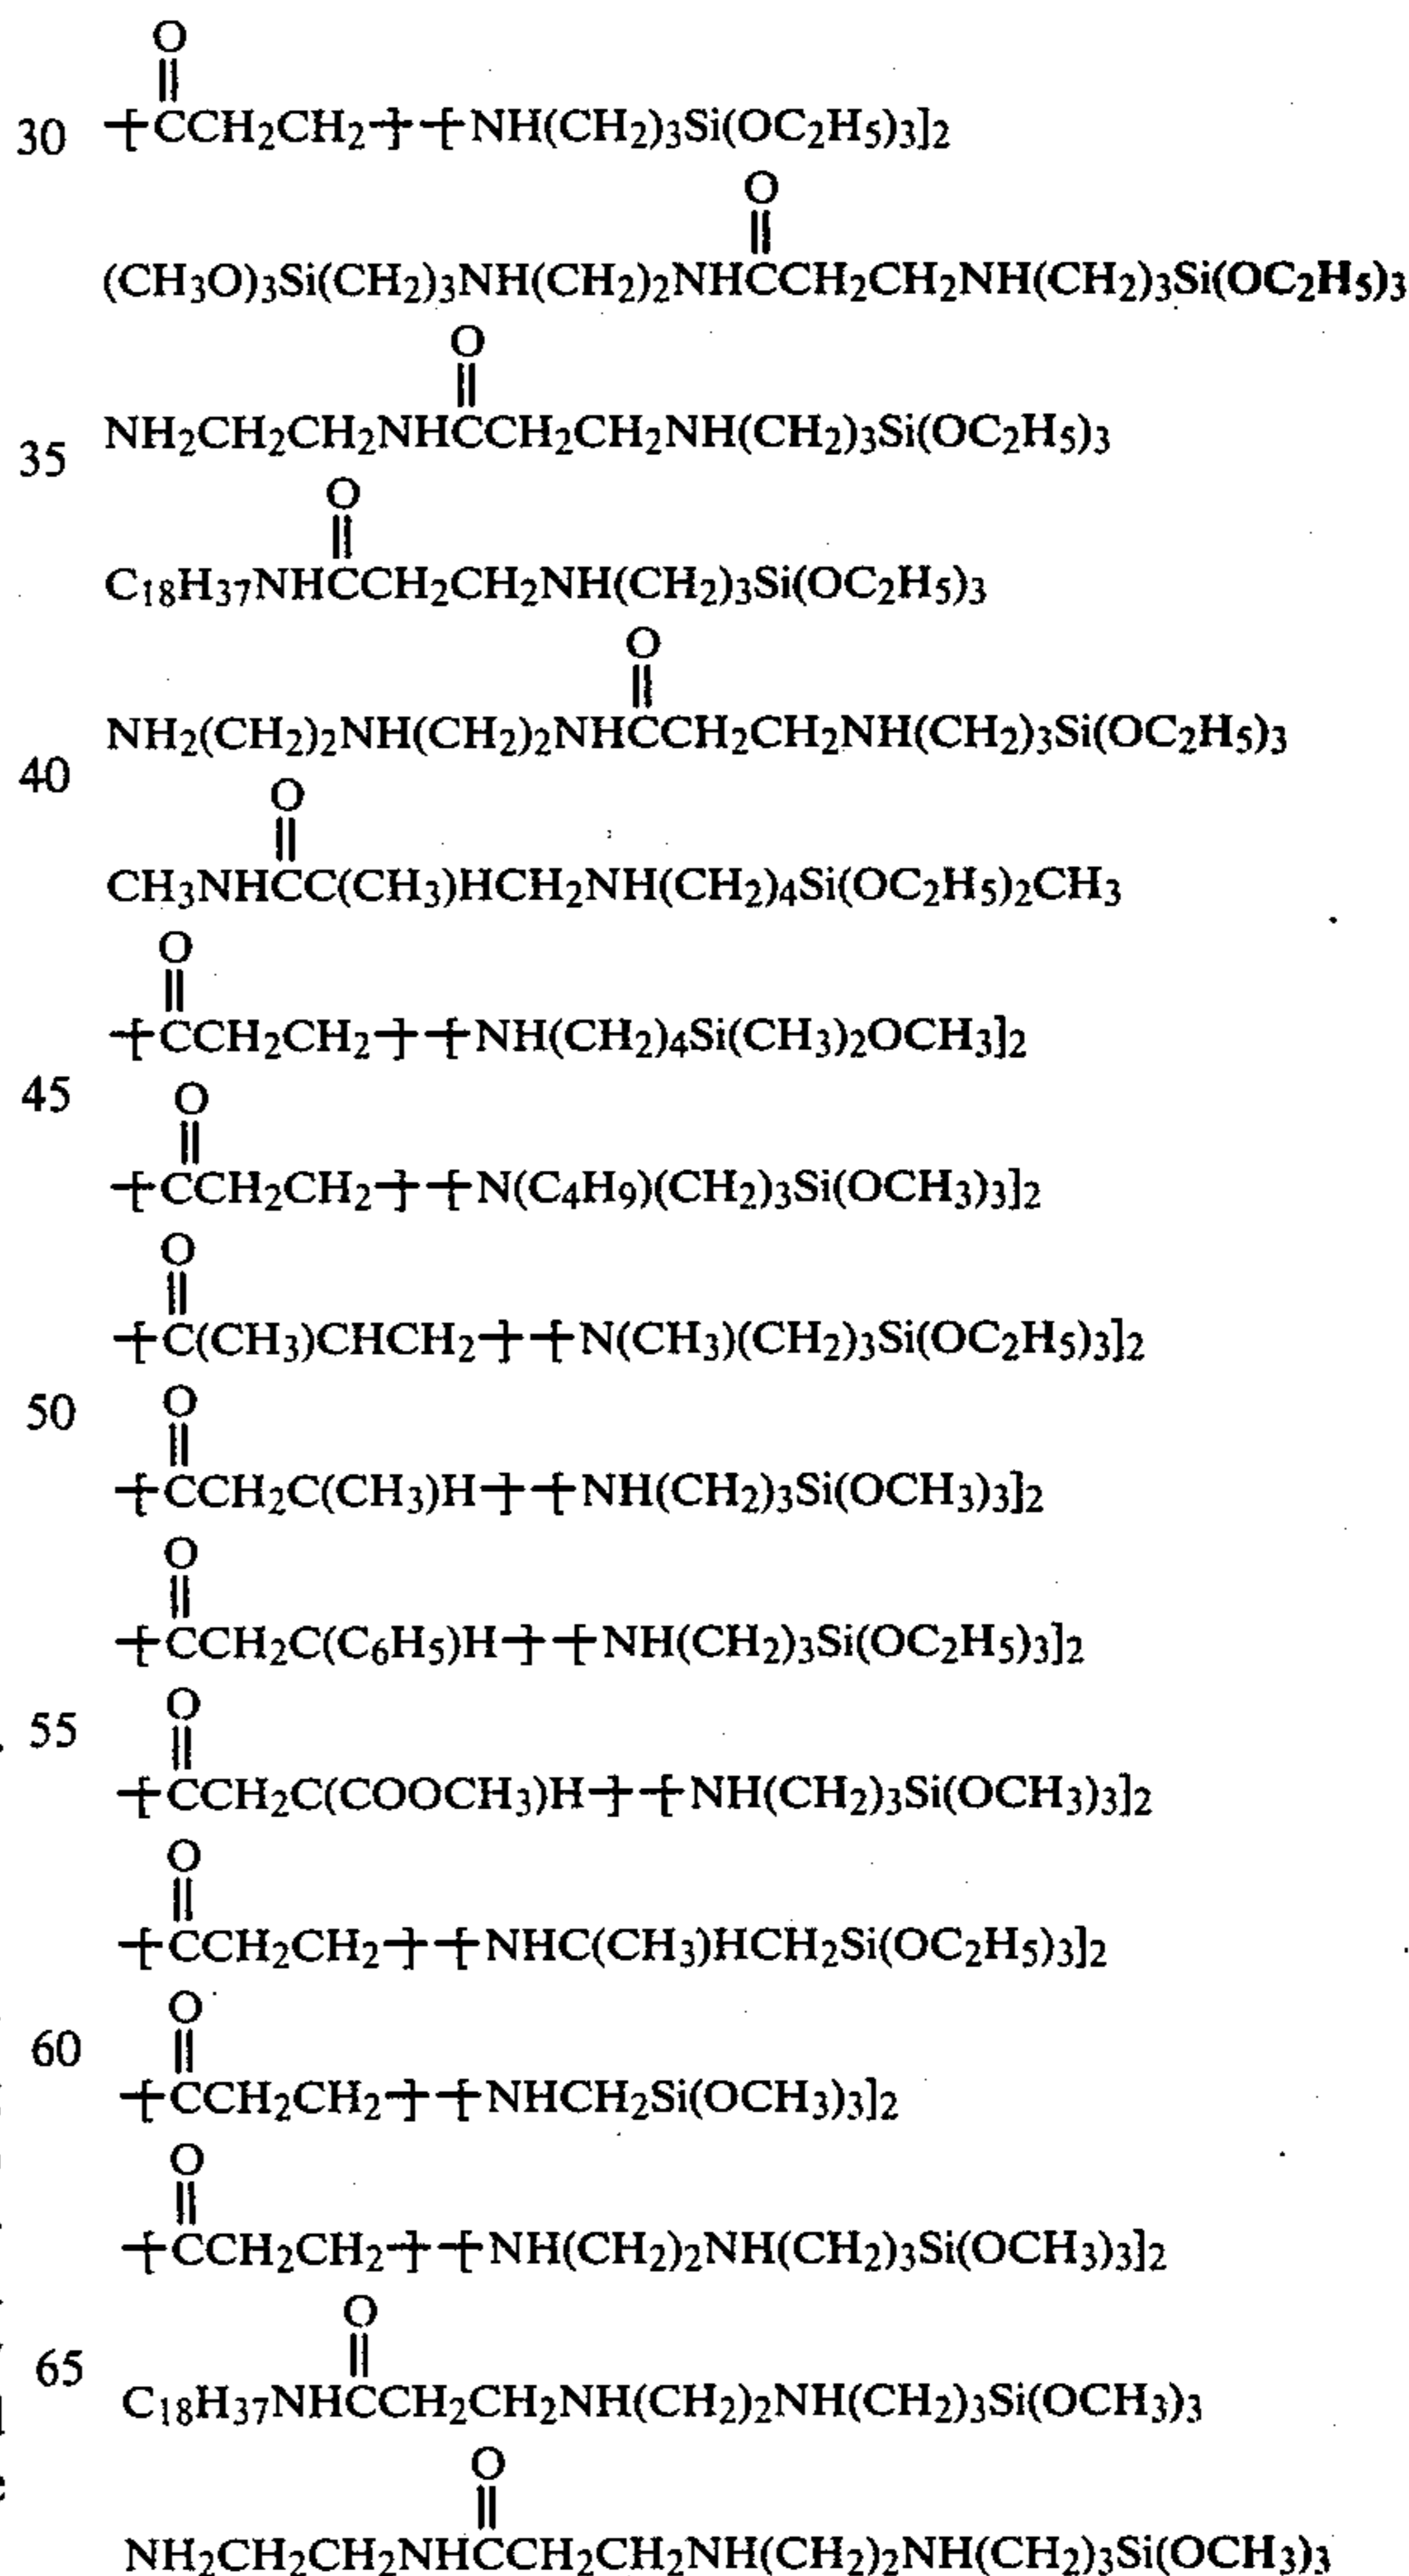 O
||
30 ⁅CCH₂CH₂⁆⁅NH(CH₂)₃Si(OC₂H₅)₃]₂
O
||
(CH₃O)₃Si(CH₂)₃NH(CH₂)₂NHCCH₂CH₂NH(CH₂)₃Si(OC₂H₅)₃
O
||
35 NH₂CH₂CH₂NHCCH₂CH₂NH(CH₂)₃Si(OC₂H₅)₃
O
||
C₁₈H₃₇NHCCH₂CH₂NH(CH₂)₃Si(OC₂H₅)₃
O
||
NH₂(CH₂)₂NH(CH₂)₂NHCCH₂CH₂NH(CH₂)₃Si(OC₂H₅)₃
40
O
||
CH₃NHCC(CH₃)HCH₂NH(CH₂)₄Si(OC₂H₅)₂CH₃
O
||
⁅CCH₂CH₂⁆⁅NH(CH₂)₄Si(CH₃)₂OCH₃]₂
45
O
||
⁅CCH₂CH₂⁆⁅N(C₄H₉)(CH₂)₃Si(OCH₃)₃]₂
O
||
⁅C(CH₃)CHCH₂⁆⁅N(CH₃)(CH₂)₃Si(OC₂H₅)₃]₂
50
O
||
⁅CCH₂C(CH₃)H⁆⁅NH(CH₂)₃Si(OCH₃)₃]₂
O
||
⁅CCH₂C(C₆H₅)H⁆⁅NH(CH₂)₃Si(OC₂H₅)₃]₂
55
O
||
⁅CCH₂C(COOCH₃)H⁆⁅NH(CH₂)₃Si(OCH₃)₃]₂
O
||
⁅CCH₂CH₂⁆⁅NHC(CH₃)HCH₂Si(OC₂H₅)₃]₂
60
O
||
⁅CCH₂CH₂⁆⁅NHCH₂Si(OCH₃)₃]₂
O
||
⁅CCH₂CH₂⁆⁅NH(CH₂)₂NH(CH₂)₃Si(OCH₃)₃]₂
65
O
||
C₁₈H₃₇NHCCH₂CH₂NH(CH₂)₂NH(CH₂)₃Si(OCH₃)₃
O
||
NH₂CH₂CH₂NHCCH₂CH₂NH(CH₂)₂NH(CH₂)₃Si(OCH₃)₃